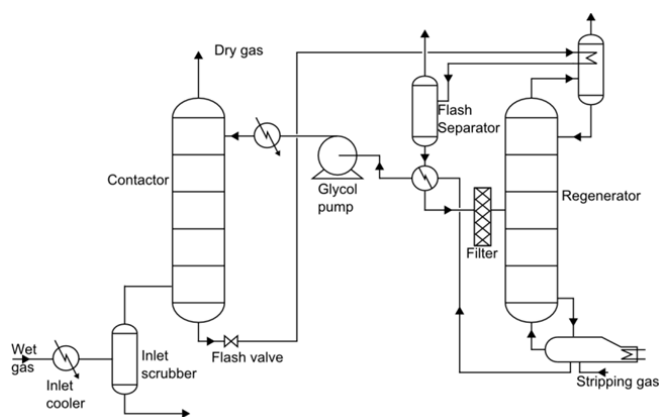 Dry gas
Flash
Separator
Contactor
Glycol
pump
Regenerator
Filter
Wet
gas
Inlet
cooler
Inlet
scrubber
Flash valve
Stripping gas